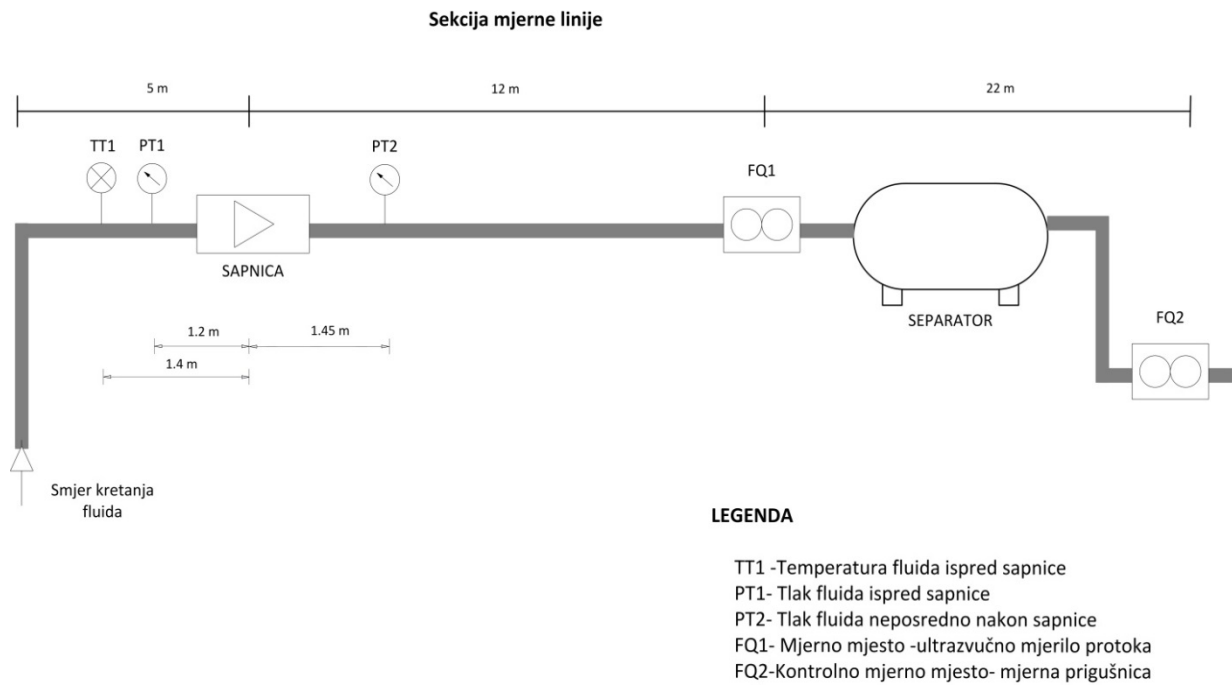 Sekcija mjerne linije
5 m
12 m
22 m
TT1
PT1
PT2
FQ1
SAPNICA
SEPARATOR
FQ2
1.2 m
1.45 m
1.4 m
Smjer kretanja
fluida
LEGENDA
TT1 -Temperatura fluida ispred sapnice
PT1- Tlak fluida ispred sapnice
PT2- Tlak fluida neposredno nakon sapnice
FQ1- Mjerno mjesto -ultrazvučno mjerilo protoka
FQ2-Kontrolno mjerno mjesto- mjerna prigušnica